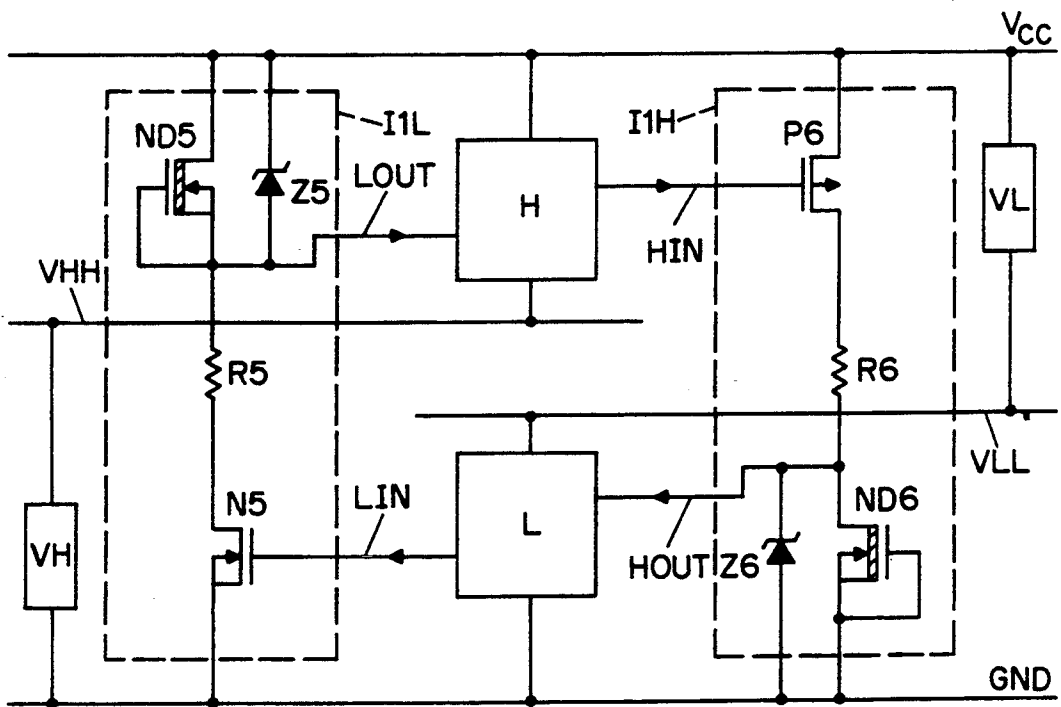 VCC
ND5
I1L
I1H
P6
Z5
LOUT
H
VL
HIN
VHH
R5
R6
VLL
N5
LIN
L
ND6
VH
HOUT
Z6
GND